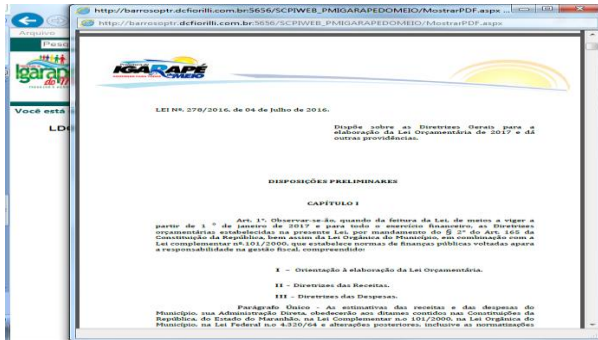 http://barrosoptr.dcfiorilli.com.br:5656/SCPIWEB_PMIGARAPEDOMEIO/MostrarPDF.aspx ...
http://barrosoptr.dcfiorilli.com.br:5656/SCPIWEB_PMIGARAPEDOMEIO/MostrarPDF.aspx
Arquivo
Pesq
Igarap
do
Você está
LDO
IGARAPÉ
DO MEIO
LEI Nº. 278/2016, de 04 de Julho de 2016.
Dispõe sobre as Diretrizes Gerais para a
elaboração da Lei Orçamentária de 2017 e dá
outras providências.
DISPOSIÇÕES PRELIMINARES
CAPÍTULO I
Art. 1º. Observar-se-ão, quando da feitura da Lei, de meios a viger a
partir de 1º de janeiro de 2017 e para todo o exercício financeiro, as Diretrizes
orçamentárias estabelecidas na presente Lei, por mandamento do § 2º do Art. 165 da
Constituição da República, bem assim da Lei Orgânica do Município, em combinação com a
Lei complementar nº.101/2000, que estabelece normas de finanças públicas voltadas apara
a responsabilidade na gestão fiscal, compreendido:
I – Orientação à elaboração da Lei Orçamentária.
II – Diretrizes das Receitas.
III – Diretrizes das Despesas.
Parágrafo Único - As estimativas das receitas e das despesas do
Município, sua Administração Direta, obedecerão aos ditames contidos nas Constituições da
República, do Estado do Maranhão, na Lei Complementar n.o 101/2000, na Lei Orgânica do
Município, na Lei Federal n.o 4.320/64 e alterações posteriores, inclusive as normatizações